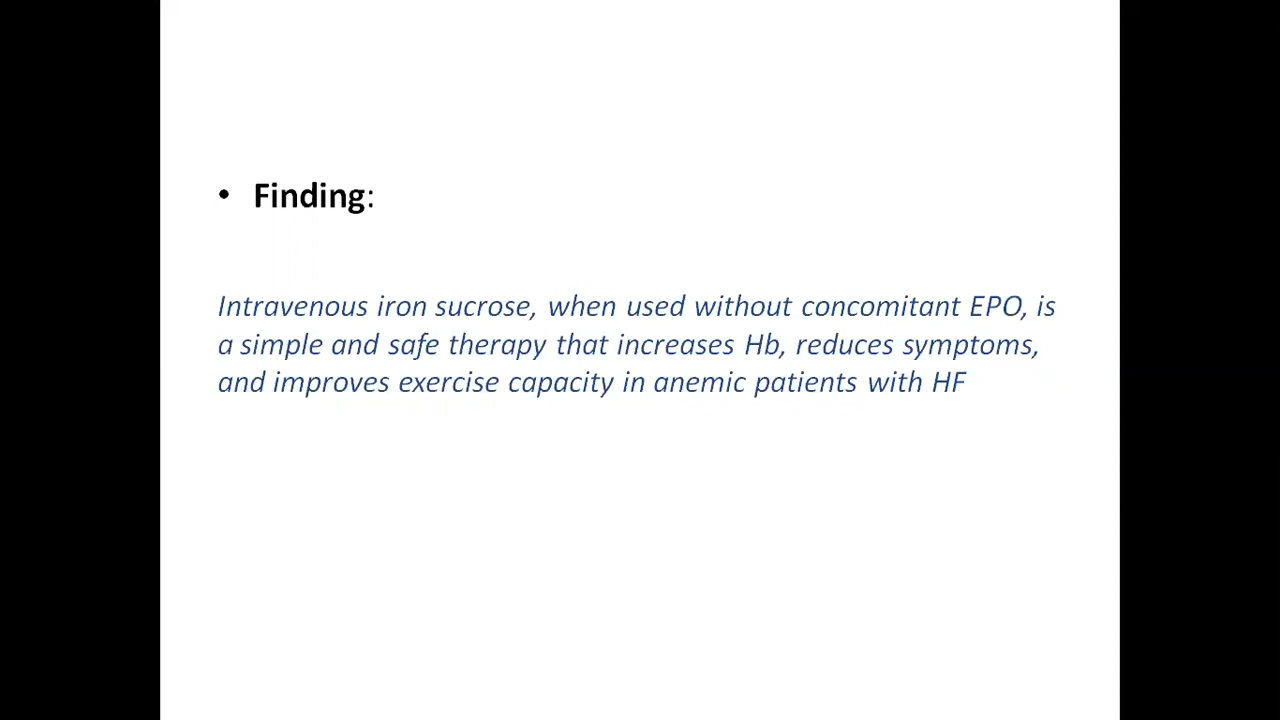 • Finding:
Intravenous iron sucrose, when used without concomitant EPO, is
a simple and safe therapy that increases Hb, reduces symptoms,
and improves exercise capacity in anemic patients with HF